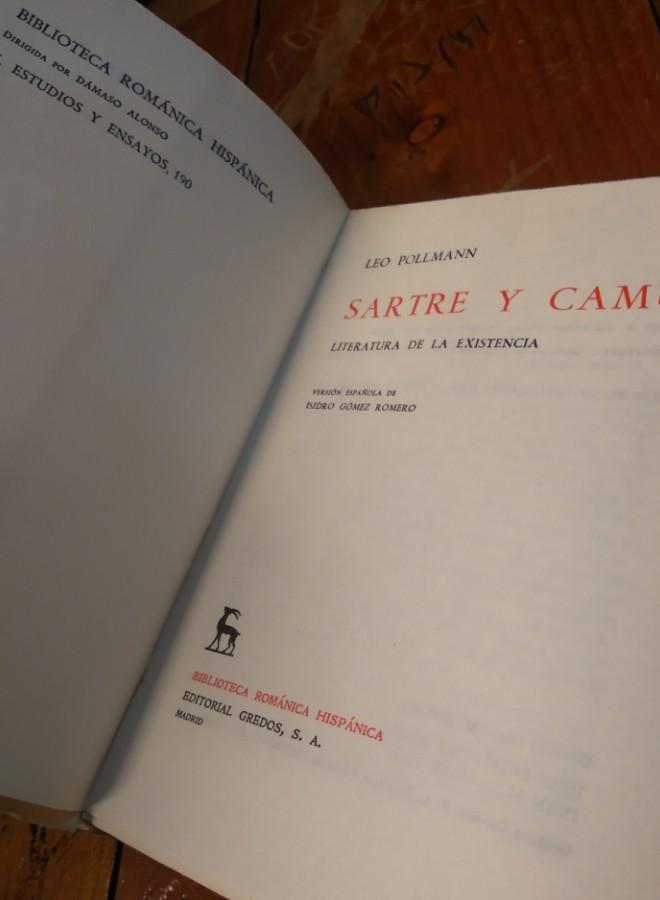 BIBLIOTECA ROMÁNICA HISPÁNICA
DIRIGIDA POR DÁMASO ALONSO
ESTUDIOS Y ENSAYOS, 190
LEO POLLMANN
SARTRE Y CAMU
LITERATURA DE LA EXISTENCIA
VERSIÓN ESPAÑOLA DE
ISIDRO GÓMEZ ROMERO
BIBLIOTECA ROMÁNICA HISPÁNICA
EDITORIAL GREDOS, S. A.
MADRID